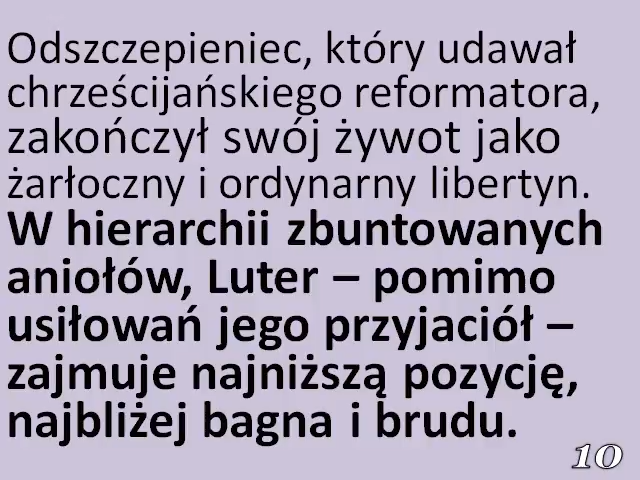 Odszczepieniec, który udawał
chrześcijańskiego reformatora,
zakończył swój żywot jako
żarłoczny i ordynarny libertyn.
W hierarchii zbuntowanych
aniołów, Luter – pomimo
usiłowań jego przyjaciół –
zajmuje najniższą pozycję,
najbliżej bagna i brudu.
10